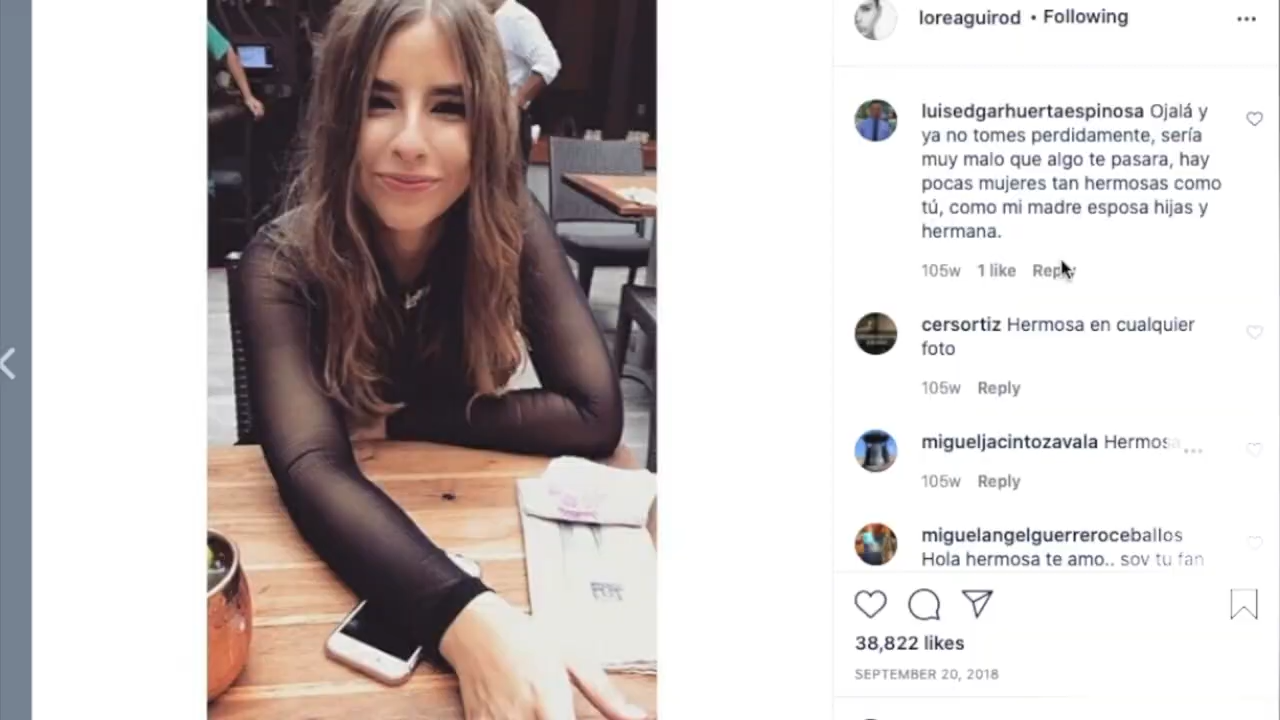 loreaguirod • Following
luisedgarhuertaespinosa Ojalá y
ya no tomes perdidamente, sería
muy malo que algo te pasara, hay
pocas mujeres tan hermosas como
tú, como mi madre esposa hijas y
hermana.
105w 1 like Reply
cersortiz Hermosa en cualquier
foto
105w Reply
migueljacintozavala Hermosa
105w Reply
miguelangelguerreroceballos
Hola hermosa te amo.. soy tu fan
38,822 likes
SEPTEMBER 20, 2018